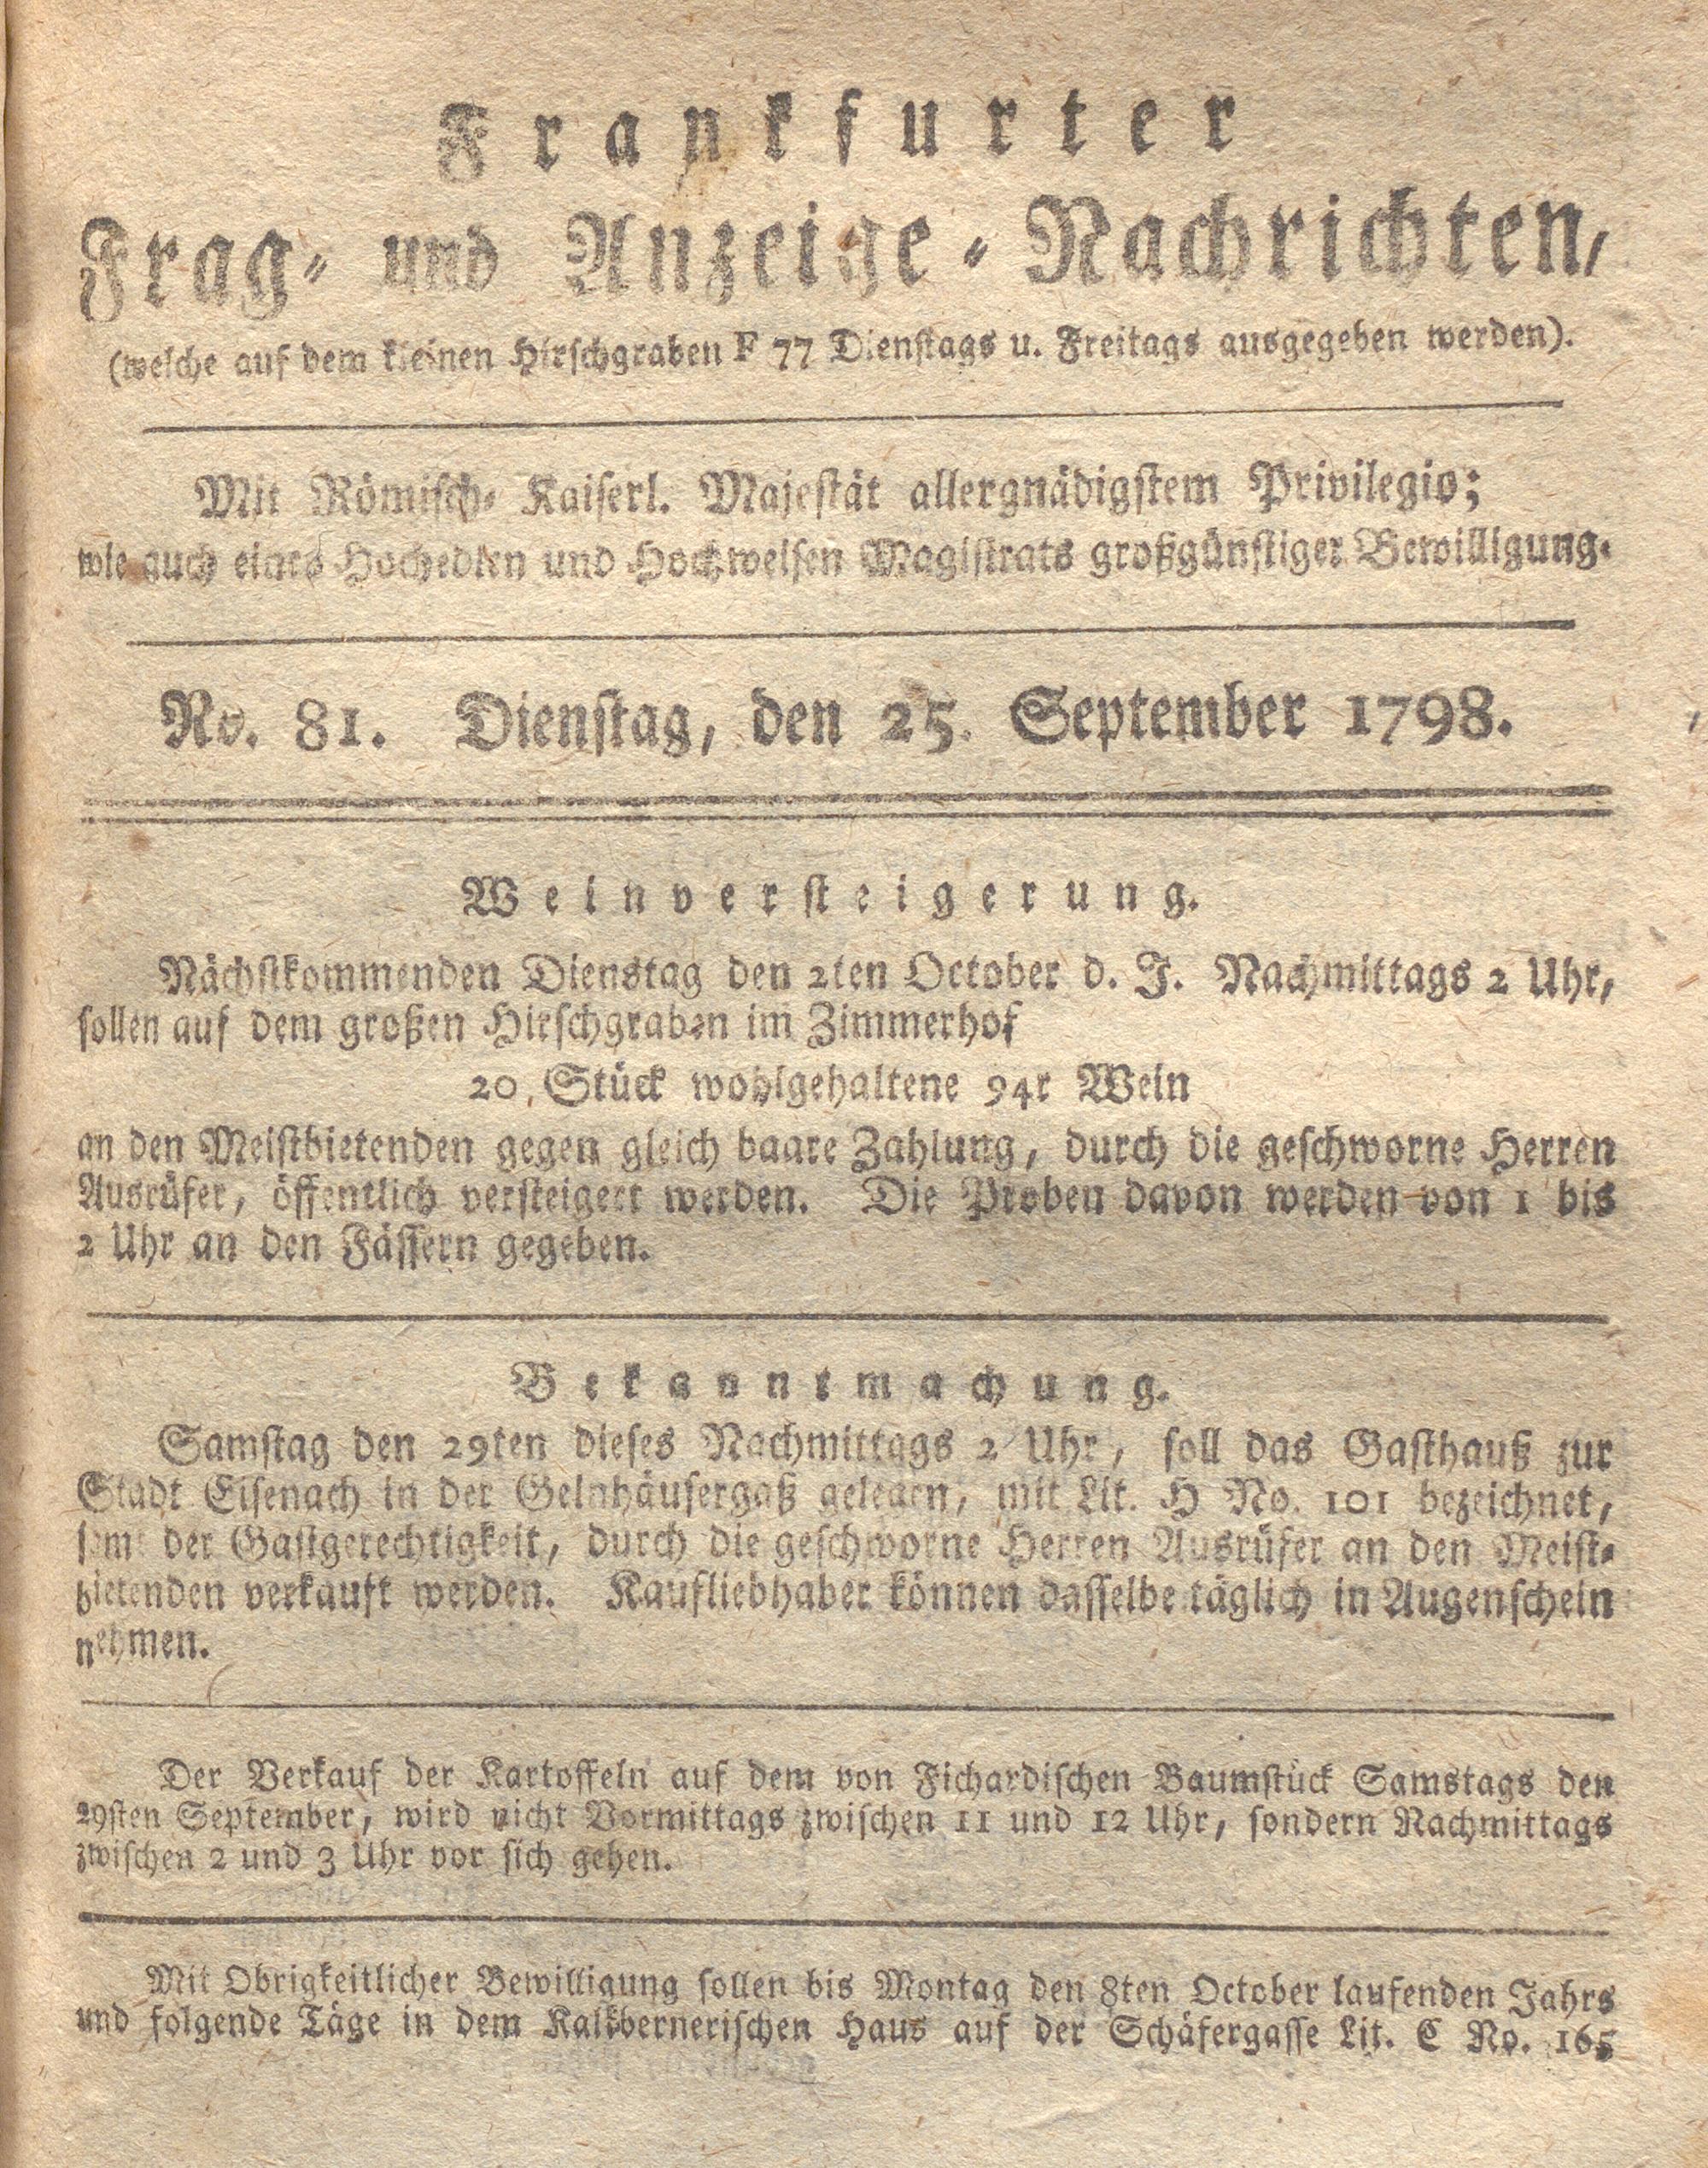 Frankfurter
Frag- und Anzeige-Nachrichten,
(welche auf dem kleinen Hirschgraben F 77 Dienstags u. Freitags ausgegeben werden).
Mit Römisch- Kaiserl. Majestät allergnädigstem Privilegio;
wie auch eines Hochedlen und Hochweisen Magistrats großgünstiger Bewilligung.
No. 81. Dienstag, den 25. September 1798.
Weinversteigerung.
Nächstkommenden Dienstag den 2ten October d. J. Nachmittags 2 Uhr,
sollen auf dem großen Hirschgraben im Zimmerhof
20 Stück wohlgehaltene 94r Wein
an den Meistbietenden gegen gleich baare Zahlung, durch die geschworne Herren
Ausrüfer, öffentlich versteigert werden. Die Proben davon werden von 1 bis
2 Uhr an den Fässern gegeben.
Bekanntmachung.
Samstag den 29ten dieses Nachmittags 2 Uhr, soll das Gasthauß zur
Stadt Eisenach in der Gelnhäusergaß gelegen, mit Lit. H No. 101 bezeichnet,
samt der Gastgerechtigkeit, durch die geschworne Herren Ausrüfer an den Meist-
bietenden verkauft werden. Kaufliebhaber können dasselbe täglich in Augenschein
nehmen.
Der Verkauf der Kartoffeln auf dem von Fichardischen Baumstück Samstags den
29sten September, wird nicht Vormittags zwischen 11 und 12 Uhr, sondern Nachmittags
zwischen 2 und 3 Uhr vor sich gehen.
Mit Obrigkeitlicher Bewilligung sollen bis Montag den 8ten October laufenden Jahrs
und folgende Täge in dem Kalkbernerischen Haus auf der Schäfergasse Lit. C No. 165